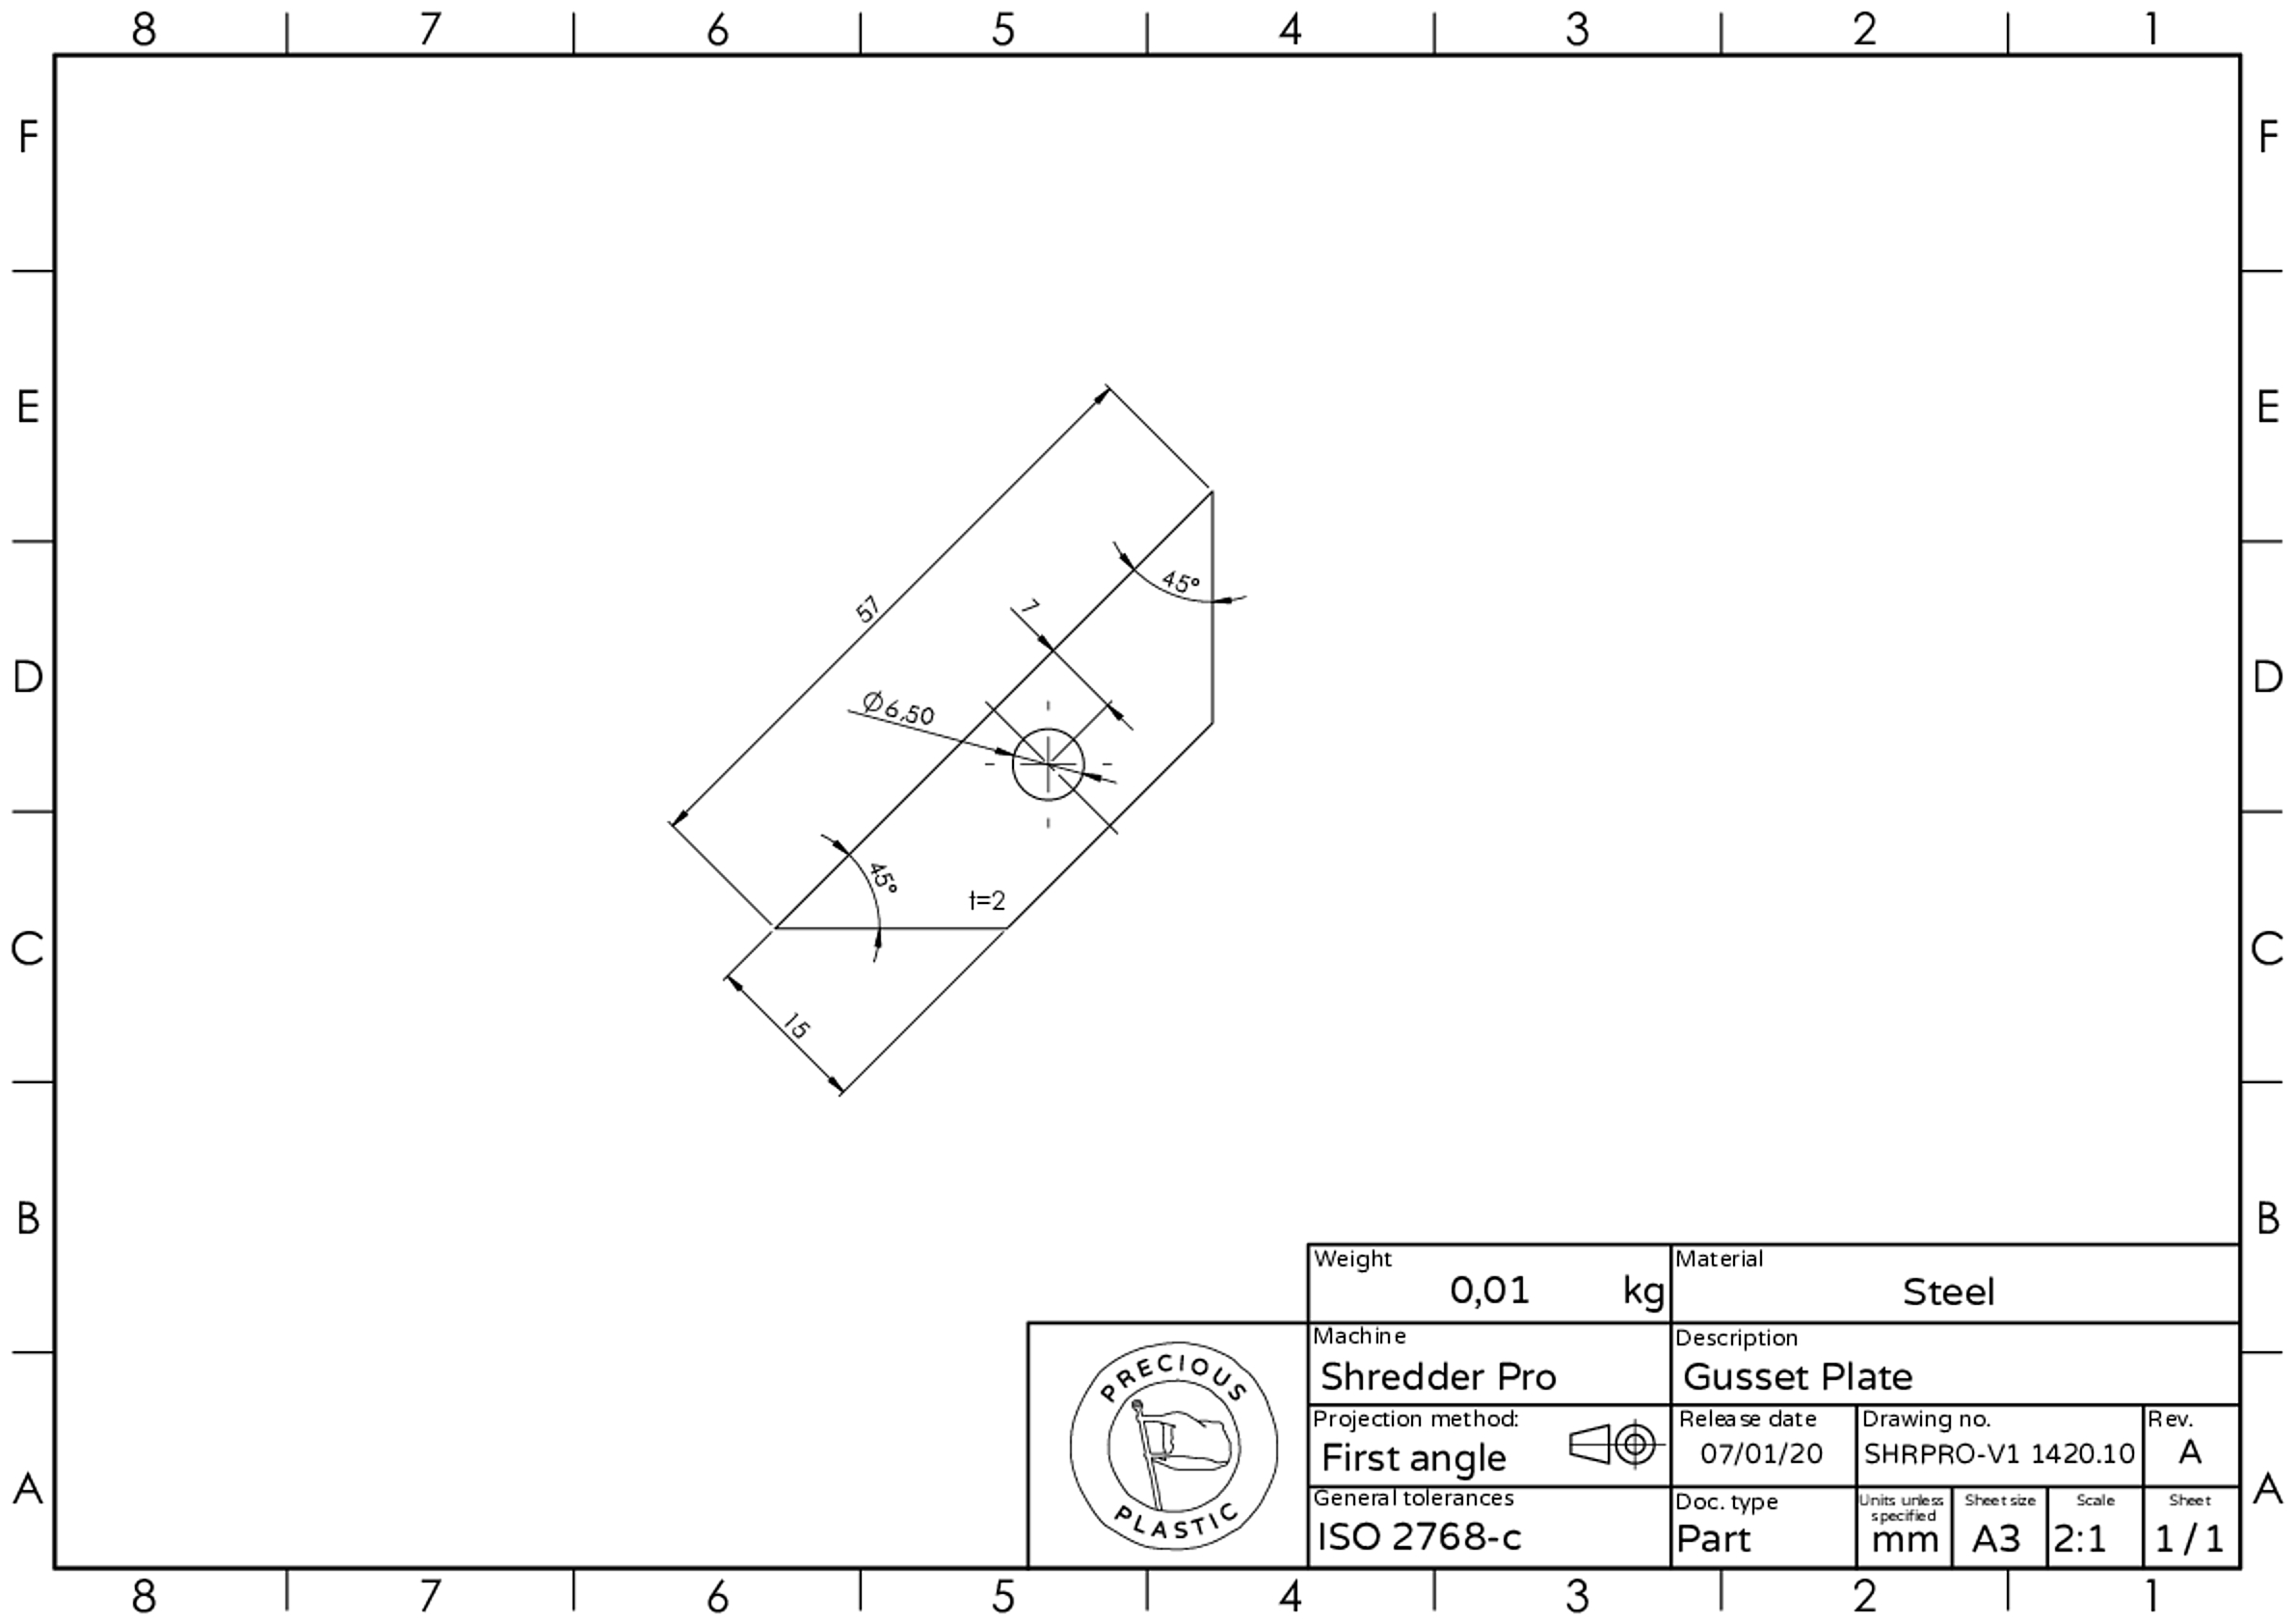 8 7 6 5 4 3 2 1
F F
E E
57
45°
7
D D
Ø6,50
45°
t=2
C C
15
B B
Weight
0,01 kg
Material
Steel
PRECIOUS
PLASTIC
Machine
Shredder Pro
Description
Gusset Plate
Projection method:
First angle
Release date
07/01/20
Drawing no.
SHRPRO-V1 1420.10
Rev.
A
A A
General tolerances
ISO 2768-c
Doc. type
Part
Units unless
specified
mm
Sheet size
A3
Scale
2:1
Sheet
1 / 1
8 7 6 5 4 3 2 1